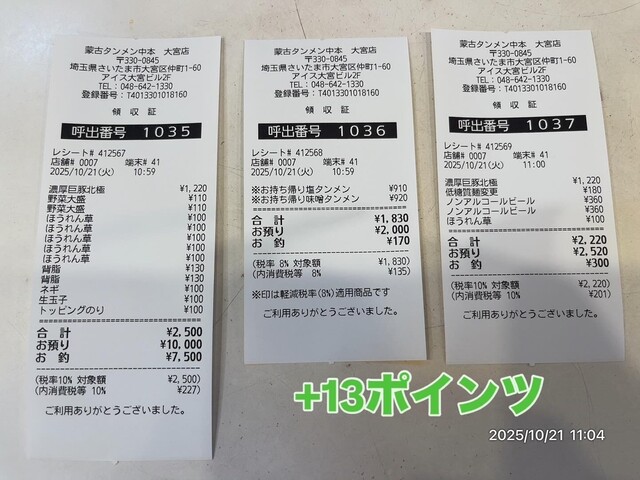 蒙古タンメン中本 大宮店
〒330-0845
埼玉県さいたま市大宮区仲町1-60
アイス大宮ビル2F
TEL：048-642-1330
登録番号：T4013301018160
領 収 証
呼出番号 1035
レシート# 412567
店舗# 0007 端末# 41
2025/10/21(火) 10:59
濃厚巨豚北極 ¥1,220
野菜大盛 ¥110
野菜大盛 ¥110
ほうれん草 ¥100
ほうれん草 ¥100
ほうれん草 ¥100
ほうれん草 ¥100
ほうれん草 ¥100
背脂 ¥130
背脂 ¥130
ネギ ¥100
生玉子 ¥100
トッピングのり ¥100
合 計 ¥2,500
お預り ¥10,000
お 釣 ¥7,500
(税率10% 対象額 ¥2,500)
(内消費税等 10% ¥227)
ご利用ありがとうございました。
蒙古タンメン中本 大宮店
〒330-0845
埼玉県さいたま市大宮区仲町1-60
アイス大宮ビル2F
TEL：048-642-1330
登録番号：T4013301018160
領 収 証
呼出番号 1036
レシート# 412568
店舗# 0007 端末# 41
2025/10/21(火) 10:59
※お持ち帰り塩タンメン ¥910
※お持ち帰り味噌タンメン ¥920
合 計 ¥1,830
お預り ¥2,000
お 釣 ¥170
(税率 8% 対象額 ¥1,830)
(内消費税等 8% ¥135)
※印は軽減税率(8%)適用商品です
ご利用ありがとうございました。
蒙古タンメン中本 大宮店
〒330-0845
埼玉県さいたま市大宮区仲町1-60
アイス大宮ビル2F
TEL：048-642-1330
登録番号：T4013301018160
領 収 証
呼出番号 1037
レシート# 412569
店舗# 0007 端末# 41
2025/10/21(火) 11:00
濃厚巨豚北極 ¥1,220
低糖質麺変更 ¥180
ノンアルコールビール ¥360
ノンアルコールビール ¥360
ほうれん草 ¥100
合 計 ¥2,220
お預り ¥2,520
お 釣 ¥300
(税率10% 対象額 ¥2,220)
(内消費税等 10% ¥201)
ご利用ありがとうございました。
+13ポインツ
2025/10/21 11:04